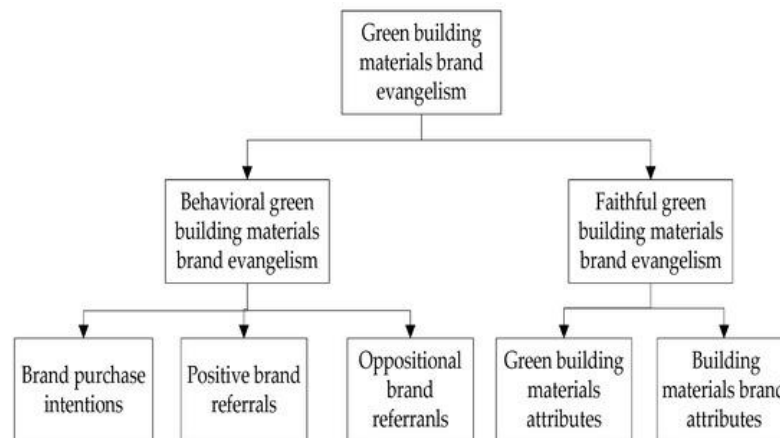 Green building
materials brand
evangelism
Behavioral green
building materials
brand evangelism
Faithful green
building materials
brand evangelism
Brand purchase
intentions
Positive brand
referrals
Oppositional
brand
referranls
Green building
materials
attributes
Building
materials brand
attributes